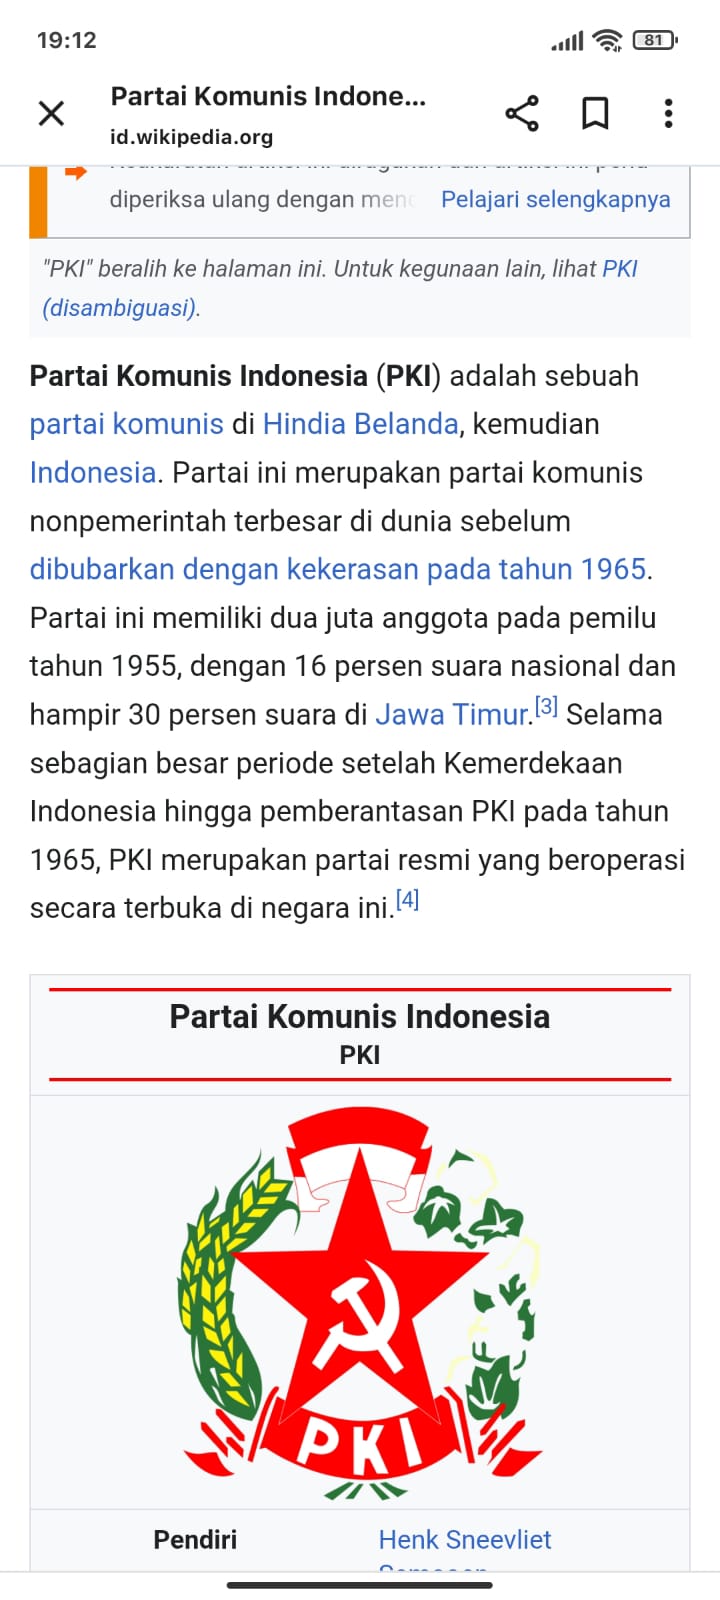 19:12
81
Partai Komunis Indone...
id.wikipedia.org
diperiksa ulang dengan Pelajari selengkapnya
"PKI" beralih ke halaman ini. Untuk kegunaan lain, lihat PKI
(disambiguasi).
Partai Komunis Indonesia (PKI) adalah sebuah
partai komunis di Hindia Belanda, kemudian
Indonesia. Partai ini merupakan partai komunis
nonpemerintah terbesar di dunia sebelum
dibubarkan dengan kekerasan pada tahun 1965.
Partai ini memiliki dua juta anggota pada pemilu
tahun 1955, dengan 16 persen suara nasional dan
hampir 30 persen suara di Jawa Timur.[3] Selama
sebagian besar periode setelah Kemerdekaan
Indonesia hingga pemberantasan PKI pada tahun
1965, PKI merupakan partai resmi yang beroperasi
secara terbuka di negara ini.[4]
Partai Komunis Indonesia
PKI
PKI
Pendiri Henk Sneevliet